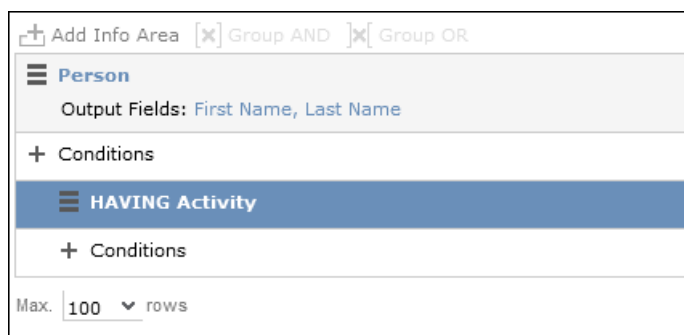 Add Info Area [x] Group AND ]x[ Group OR
Person
Output Fields: First Name, Last Name
+ Conditions
HAVING Activity
+ Conditions
Max. 100 rows